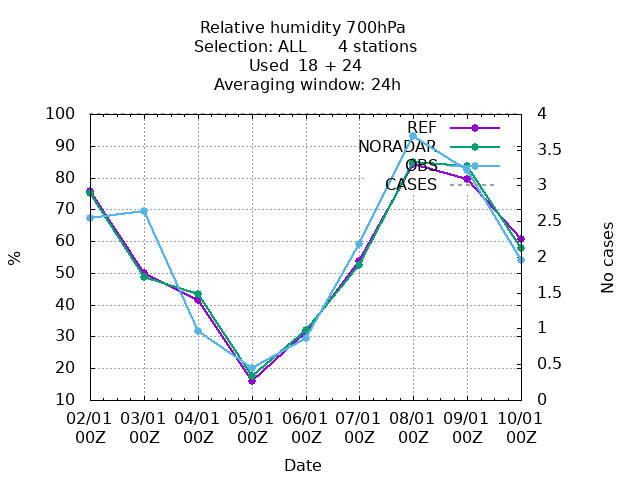 Relative humidity 700hPa
Selection: ALL 4 stations
Used 18 + 24
Averaging window: 24h
100 4
REF
NORADAR
OBS
CASES
90 3.5
80 3
70 2.5
60 2
50 1.5
40 1
30 0.5
20 0
10
%
No cases
02/01 03/01 04/01 05/01 06/01 07/01 08/01 09/01 10/01
00Z 00Z 00Z 00Z 00Z 00Z 00Z 00Z 00Z
Date